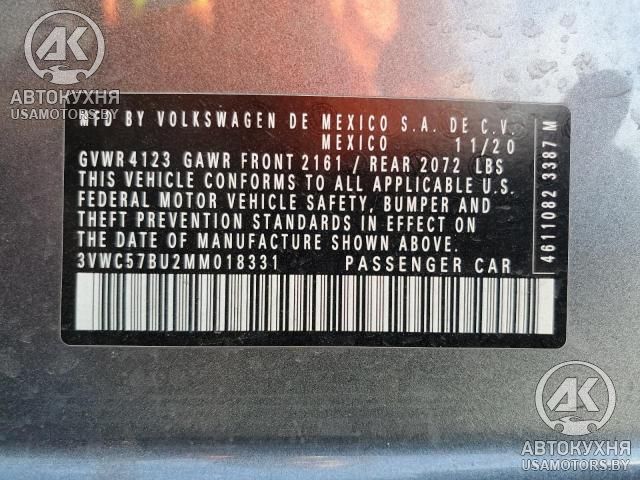 АК
АВТОКУХНЯ
USAMOTORS.BY
MFD BY VOLKSWAGEN DE MEXICO S.A. DE C.V.
MEXICO 11/20
GVWR 4123 GAWR FRONT 2161 / REAR 2072 LBS
THIS VEHICLE CONFORMS TO ALL APPLICABLE U.S.
FEDERAL MOTOR VEHICLE SAFETY, BUMPER AND
THEFT PREVENTION STANDARDS IN EFFECT ON
THE DATE OF MANUFACTURE SHOWN ABOVE.
3VWC57BU2MM018331 PASSENGER CAR
4611082 3387 M
АК
АВТОКУХНЯ
USAMOTORS.BY